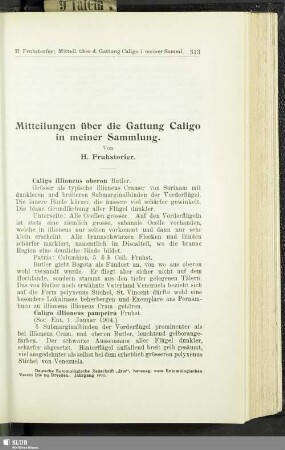 H. Fruhstorfer: Mitteil. über d. Gattung Caligo i meiner Samml. 313
Mitteilungen über die Gattung Caligo
in meiner Sammlung.
Von
H. Fruhstorfer.
Caligo illioneus oberon Butler.
Grösser als typische illioneus Cramer von Surinam mit
dunkleren und breiteren Submarginalbinden der Vorderflügel.
Die innere Binde kürzer, die äussere viel schärfer gewinkelt.
Die blaue Grundfärbung aller Flügel dunkler.
Unterseite: Alle Ocellen grosser. Auf den Vorderflügeln
ist stets eine ziemlich grosse, subanale Ocelle vorhanden,
welche in illioneus nur selten vorkommt und dann nur sehr
klein erscheint. Alle braunschwarzen Flecken und Binden
schärfer markiert, namentlich im Discalteil, wo die braune
Region eine deutliche Binde bildet.
Patria: Columbien, 5 ♂♀ Coll. Fruhst.
Butler giebt Bogota als Fundort an, von wo aus oberon
wohl versandt wurde. Er fliegt aber sicher nicht auf dem
Hochlande, sondern stammt aus den tiefer gelegenen Tälern.
Das von Butler noch erwähnte Vaterland Venezuela bezieht sich
auf die Form polyxenus Stichel, St. Vincent dürfte wohl eine
besondere Lokalrasse beherbergen und Exemplare aus Pernam-
buco zu illioneus illioneus Cram. gehören.
Caligo illioneus pampeiro Fruhst.
(Soc. Ent. 1. Januar 1904.)
♂ Submarginalbinden der Vorderflügel prominenter als
bei illioneus Cram. und oberon Butler, leuchtend gelborange-
farben. Der schwarze Aussensaum aller Flügel dunkler,
schärfer abgesetzt. Hinterflügel auffallend breit gelb gesäumt,
viel ausgedehnter als selbst bei dem erheblich grösseren polyxenus
Stichel von Venezuela.
Deutsche Entomologische Zeitschrift „Iris“, herausg. vom Entomologischen
Verein Iris zu Dresden. Jahrgang
SLUB